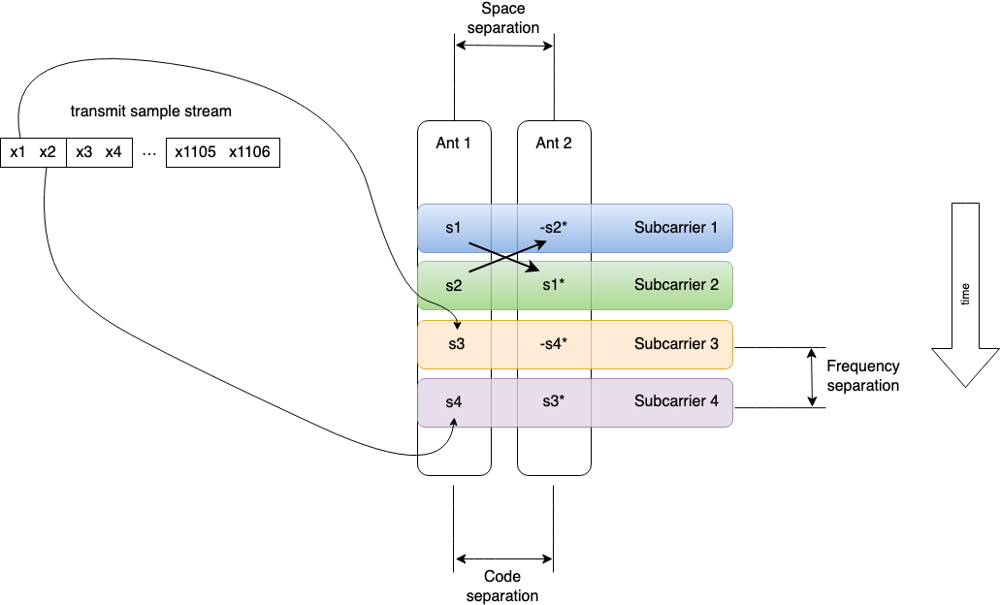 Space
separation
transmit sample stream
x1 x2 x3 x4 ... x1105 x1106
Ant 1 Ant 2
s1 -s2* Subcarrier 1
s2 s1* Subcarrier 2
s3 -s4* Subcarrier 3
s4 s3* Subcarrier 4
Frequency
separation
time
Code
separation